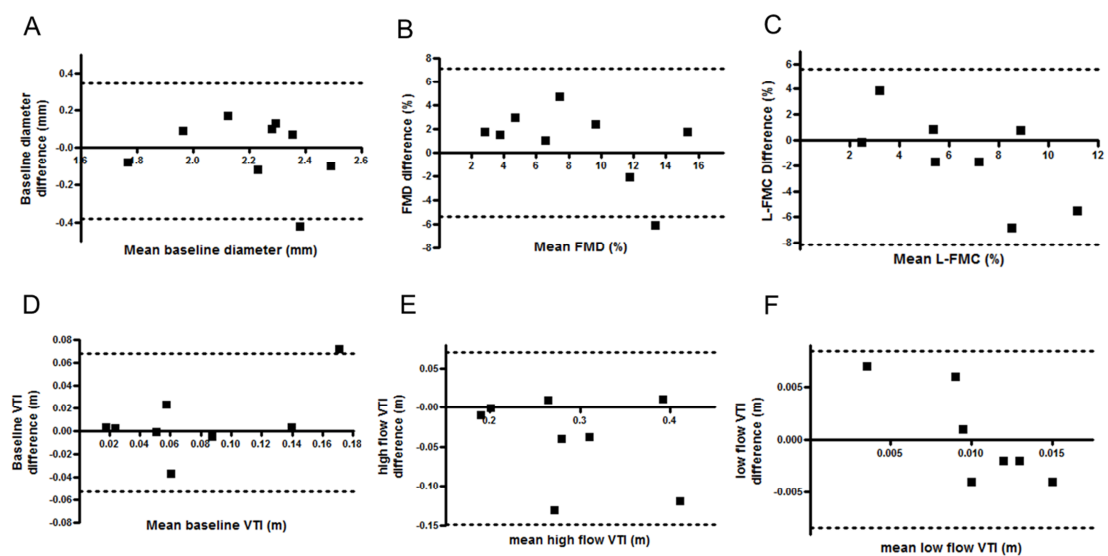 A
0.4
0.2
-0.0
-0.2
-0.4
1.6
1.8
2.0
2.2
2.4
2.6
Baseline diameter
difference (mm)
Mean baseline diameter (mm)
B
8
6
4
2
0
-2
-4
-6
-8
2 4 6 8 10 12 14 16
FMD difference (%)
Mean FMD (%)
C
6
4
2
0
-2
-4
-6
-8
2 4 6 8 10 12
L-FMC Difference (%)
Mean L-FMC (%)
D
0.08
0.06
0.04
0.02
0.00
-0.02
-0.04
-0.06
-0.08
0.02 0.04 0.06 0.08 0.10 0.12 0.14 0.16 0.18
Baseline VTI
difference (m)
Mean baseline VTI (m)
E
0.05
-0.00
-0.05
-0.10
-0.15
0.2 0.3 0.4
high flow VTI
difference (m)
mean high flow VTI (m)
F
0.005
0.000
-0.005
0.005 0.010 0.015
low flow VTI
difference (m)
mean low flow VTI (m)